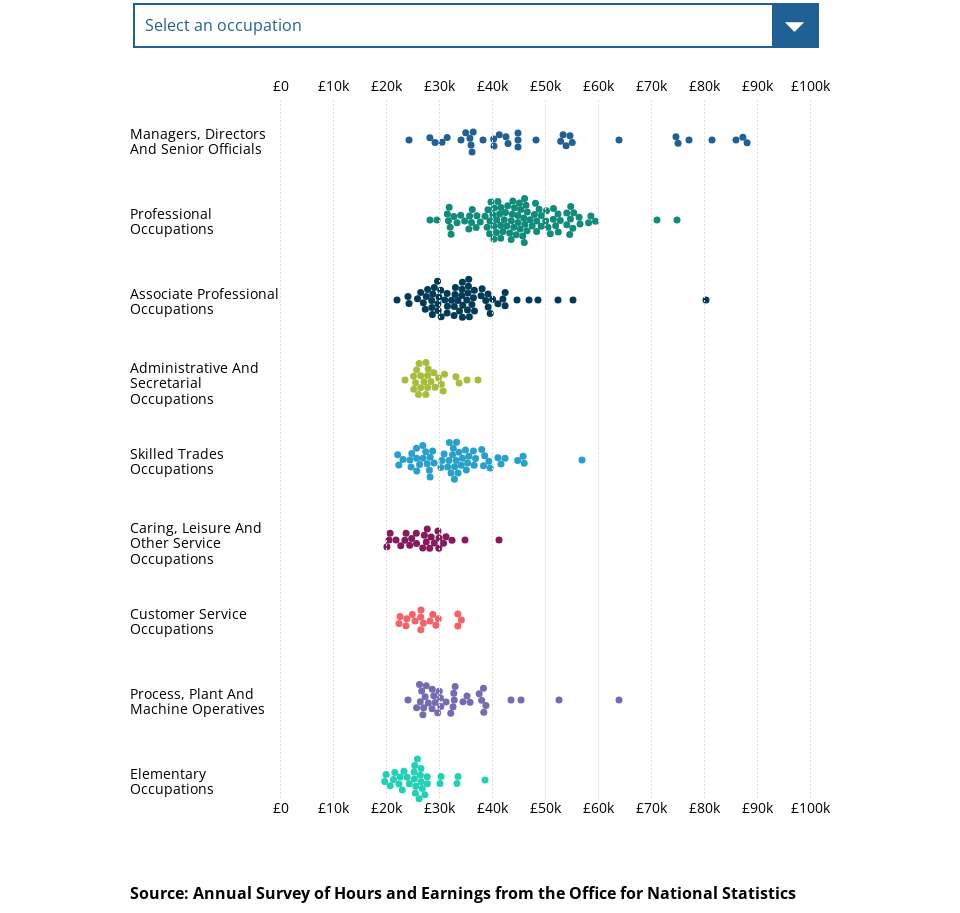 Select an occupation
£0 £10k £20k £30k £40k £50k £60k £70k £80k £90k £100k
Managers, Directors
And Senior Officials
Professional
Occupations
Associate Professional
Occupations
Administrative And
Secretarial
Occupations
Skilled Trades
Occupations
Caring, Leisure And
Other Service
Occupations
Customer Service
Occupations
Process, Plant And
Machine Operatives
Elementary
Occupations
£0 £10k £20k £30k £40k £50k £60k £70k £80k £90k £100k
Source: Annual Survey of Hours and Earnings from the Office for National Statistics